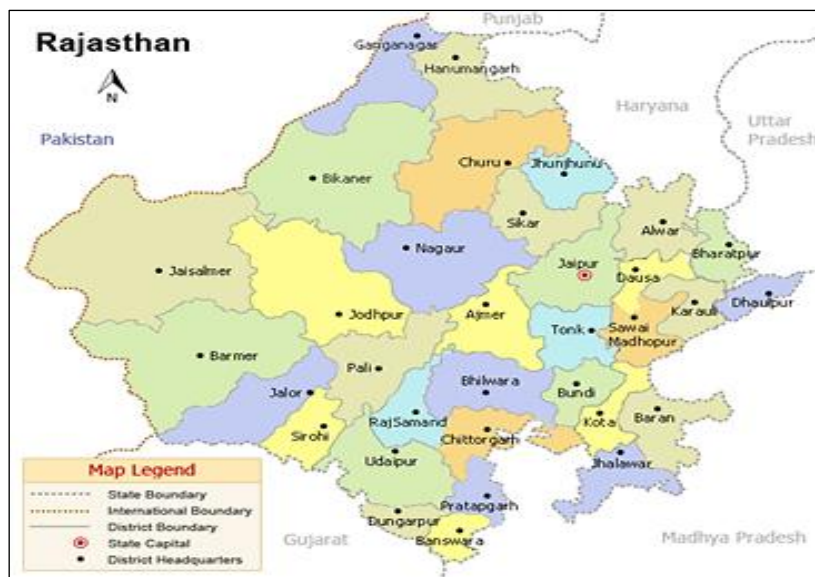 Punjab
Rajasthan
Ganganagar
Hanumangarh
N
Haryana
Uttar
Pradesh
Pakistan
Churu
Jhunjhunu
Bikaner
Sikar
Alwar
Nagaur
Bharatpur
Jaisalmer
Jaipur
Dausa
Dhaulpur
Karauli
Ajmer
Jodhpur
Tonk
Sawai
Madhopur
Barmer
Pali
Bhilwara
Jalor
Bundi
RajSamand
Kota
Baran
Sirohi
Chittorgarh
Udaipur
Jhalawar
Map Legend
State Boundary
International Boundary
District Boundary
State Capital
District Headquarters
Pratapgarh
Dungarpur
Banswara
Gujarat
Madhya Pradesh